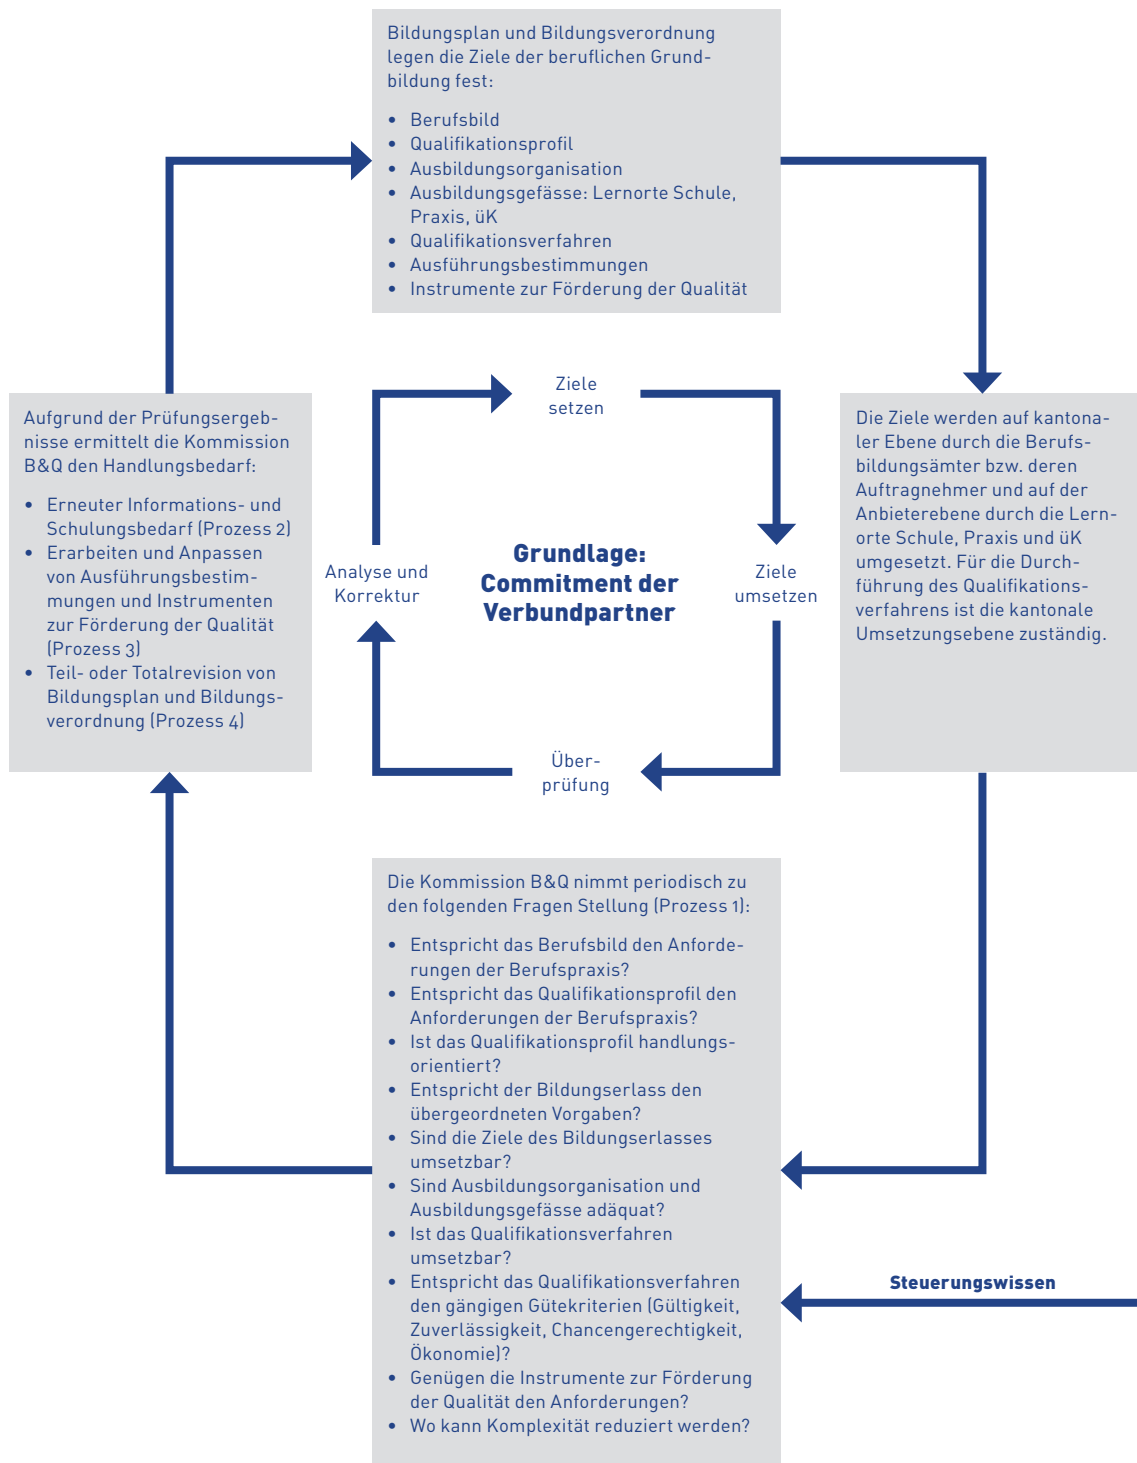 Bildungsplan und Bildungsverordnung
legen die Ziele der beruflichen Grund-
bildung fest:
• Berufsbild
• Qualifikationsprofil
• Ausbildungsorganisation
• Ausbildungsgefässe: Lernorte Schule,
Praxis, üK
• Qualifikationsverfahren
• Ausführungsbestimmungen
• Instrumente zur Förderung der Qualität
Aufgrund der Prüfungsergeb-
nisse ermittelt die Kommission
B&Q den Handlungsbedarf:
• Erneuter Informations- und
Schulungsbedarf (Prozess 2)
• Erarbeiten und Anpassen
von Ausführungsbestim-
mungen und Instrumenten
zur Förderung der Qualität
(Prozess 3)
• Teil- oder Totalrevision von
Bildungsplan und Bildungs-
verordnung (Prozess 4)
Ziele
setzen
Analyse und
Korrektur
Grundlage:
Commitment der
Verbundpartner
Ziele
umsetzen
Über-
prüfung
Die Ziele werden auf kantona-
ler Ebene durch die Berufs-
bildungsämter bzw. deren
Auftragnehmer und auf der
Anbieterebene durch die Lern-
orte Schule, Praxis und üK
umgesetzt. Für die Durch-
führung des Qualifikations-
verfahrens ist die kantonale
Umsetzungsebene zuständig.
Die Kommission B&Q nimmt periodisch zu
den folgenden Fragen Stellung (Prozess 1):
• Entspricht das Berufsbild den Anforde-
rungen der Berufspraxis?
• Entspricht das Qualifikationsprofil den
Anforderungen der Berufspraxis?
• Ist das Qualifikationsprofil handlungs-
orientiert?
• Entspricht der Bildungserlass den
übergeordneten Vorgaben?
• Sind die Ziele des Bildungserlasses
umsetzbar?
• Sind Ausbildungsorganisation und
Ausbildungsgefässe adäquat?
• Ist das Qualifikationsverfahren
umsetzbar?
• Entspricht das Qualifikationsverfahren
den gängigen Gütekriterien (Gültigkeit,
Zuverlässigkeit, Chancengerechtigkeit,
Ökonomie)?
• Genügen die Instrumente zur Förderung
der Qualität den Anforderungen?
• Wo kann Komplexität reduziert werden?
Steuerungswissen